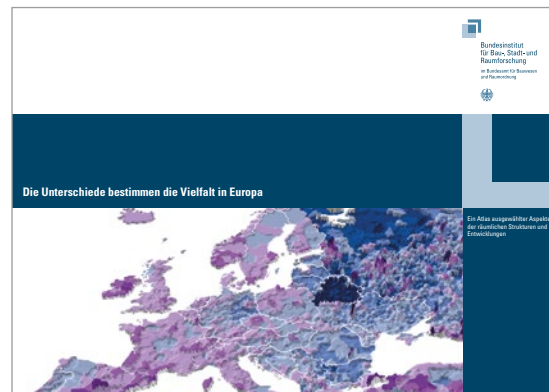 Bundesinstitut
für Bau-, Stadt- und
Raumforschung
im Bundesamt für Bauwesen
und Raumordnung
Die Unterschiede bestimmen die Vielfalt in Europa
Ein Atlas ausgewählter Aspekte
der räumlichen Strukturen und
Entwicklungen